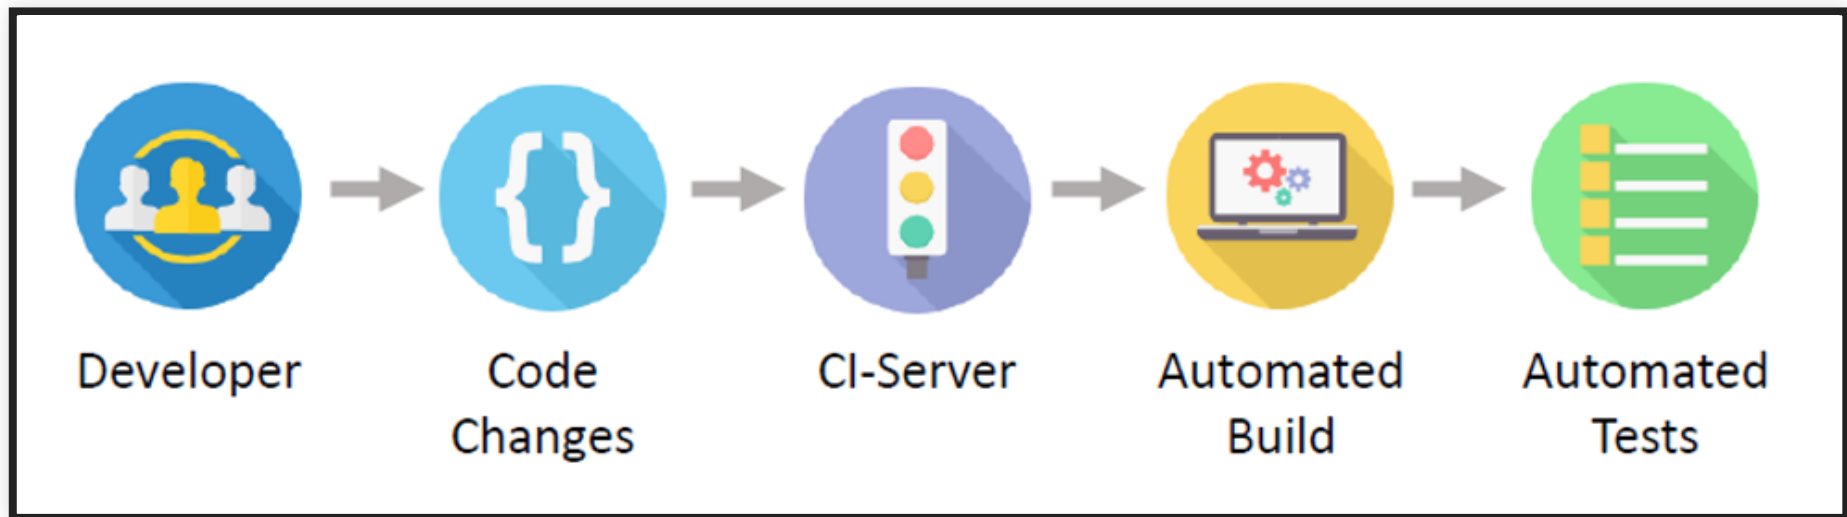 Developer
Code
Changes
CI-Server
Automated
Build
Automated
Tests